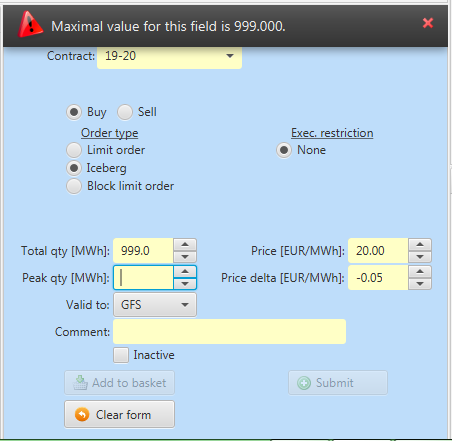 Maximal value for this field is 999.000.
Contract: 19-20
Buy Sell
Order type Exec. restriction
Limit order None
Iceberg
Block limit order
Total qty [MWh]: 999.0 Price [EUR/MWh]: 20.00
Peak qty [MWh]: Price delta [EUR/MWh]: -0.05
Valid to: GFS
Comment:
Inactive
Add to basket Submit
Clear form